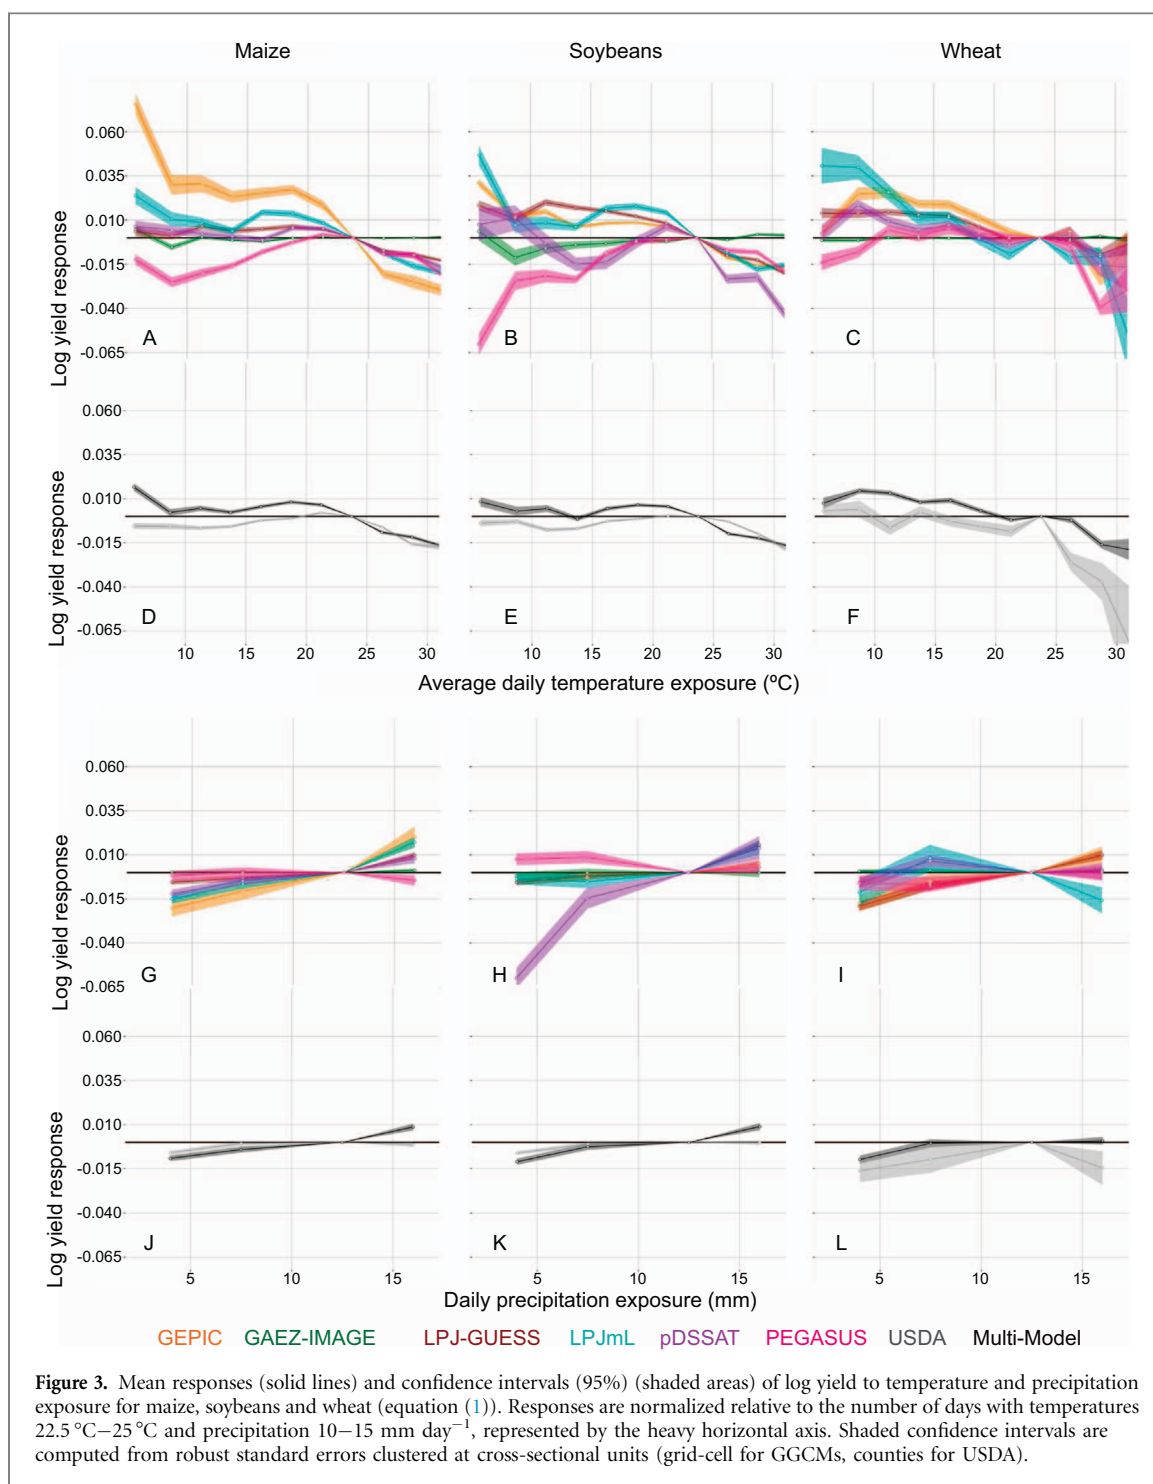 Maize Soybeans Wheat
0.060
0.035
0.010
-0.015
-0.040
-0.065
Log yield response
A B C
0.060
0.035
0.010
-0.015
-0.040
-0.065
Log yield response
D E F
10 15 20 25 30 10 15 20 25 30 10 15 20 25 30
Average daily temperature exposure (ºC)
0.060
0.035
0.010
-0.015
-0.040
-0.065
Log yield response
G H I
0.060
0.035
0.010
-0.015
-0.040
-0.065
Log yield response
J K L
5 10 15 5 10 15 5 10 15
Daily precipitation exposure (mm)
GEPIC GAEZ-IMAGE LPJ-GUESS LPJmL pDSSAT PEGASUS USDA Multi-Model
Figure 3. Mean responses (solid lines) and confidence intervals (95%) (shaded areas) of log yield to temperature and precipitation
exposure for maize, soybeans and wheat (equation (1)). Responses are normalized relative to the number of days with temperatures
22.5 °C−25 °C and precipitation 10−15 mm day⁻¹, represented by the heavy horizontal axis. Shaded confidence intervals are
computed from robust standard errors clustered at cross-sectional units (grid-cell for GGCMs, counties for USDA).